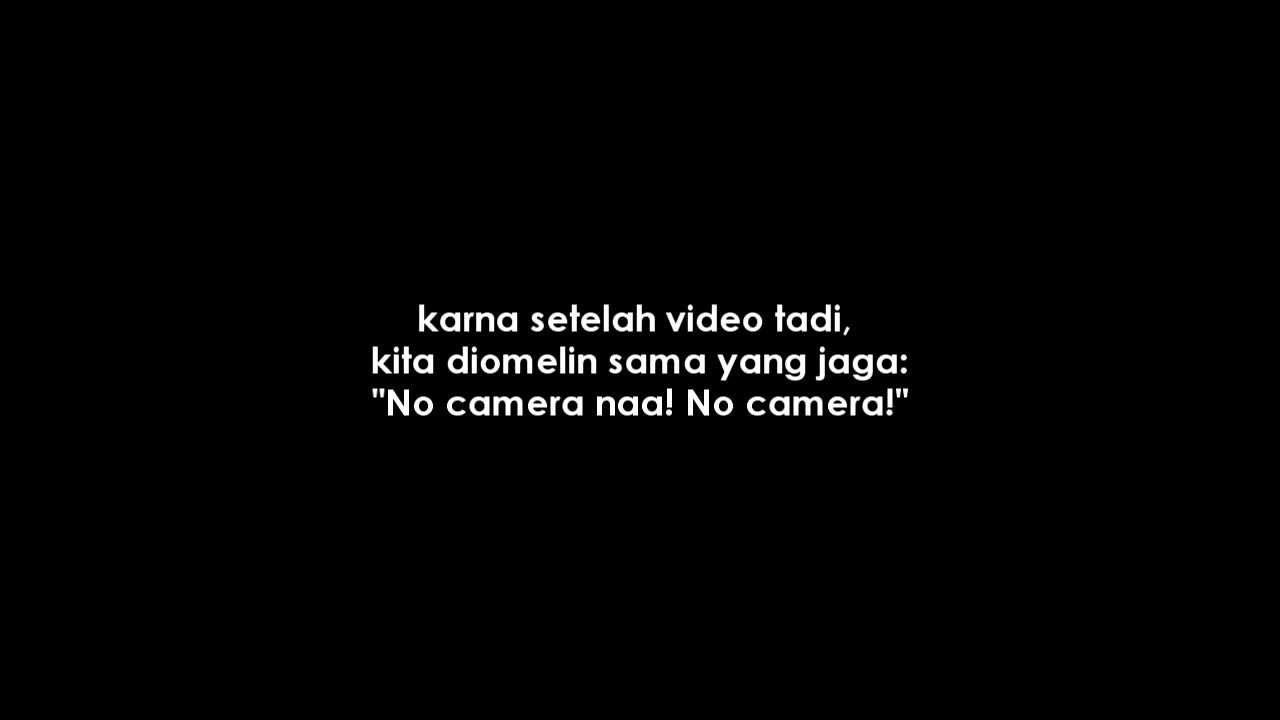 karna setelah video tadi,
kita diomelin sama yang jaga:
"No camera naa! No camera!"